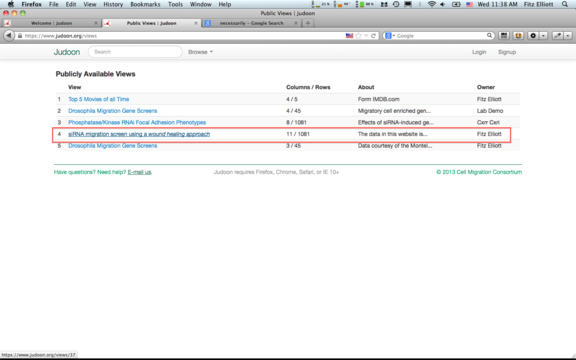 Firefox File Edit View History Bookmarks Tools Window Help Wed 11:38 AM Fitz Elliott
Public Views | Judoon
Welcome | Judoon Public Views | Judoon necessarily - Google Search
https://www.judoon.org/views Google
Judoon Search Browse Login Signup
Publicly Available Views
View Columns / Rows About Owner
1 Top 5 Movies of all Time 4 / 5 Form IMDB.com Fitz Elliott
2 Drosophila Migration Gene Screens 4 / 45 Migratory cell enriched gen... Lab Demo
3 Phosphatase/Kinase RNAi Focal Adhesion Phenotypes 8 / 1081 Effects of siRNA-induced ge...
4 siRNA migration screen using a wound healing approach 11 / 1081 The data in this website is... Fitz Elliott
5 Drosophila Migration Gene Screens 3 / 45 Data courtesy of the Montel... Fitz Elliott
Have questions? Need help? E-mail us. Judoon requires Firefox, Chrome, Safari, or IE 10+ © 2013 Cell Migration Consortium
https://www.judoon.org/views/17